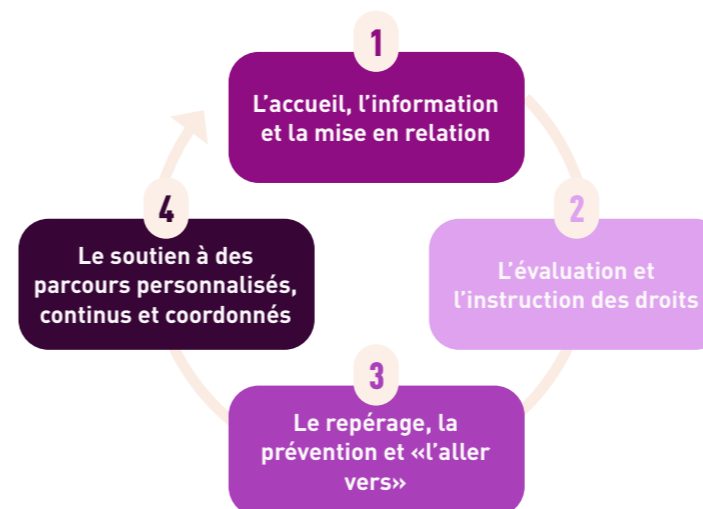 1
L'accueil, l'information
et la mise en relation
2
L'évaluation et
l'instruction des droits
3
Le repérage, la
prévention et «l'aller
vers»
4
Le soutien à des
parcours personnalisés,
continus et coordonnés